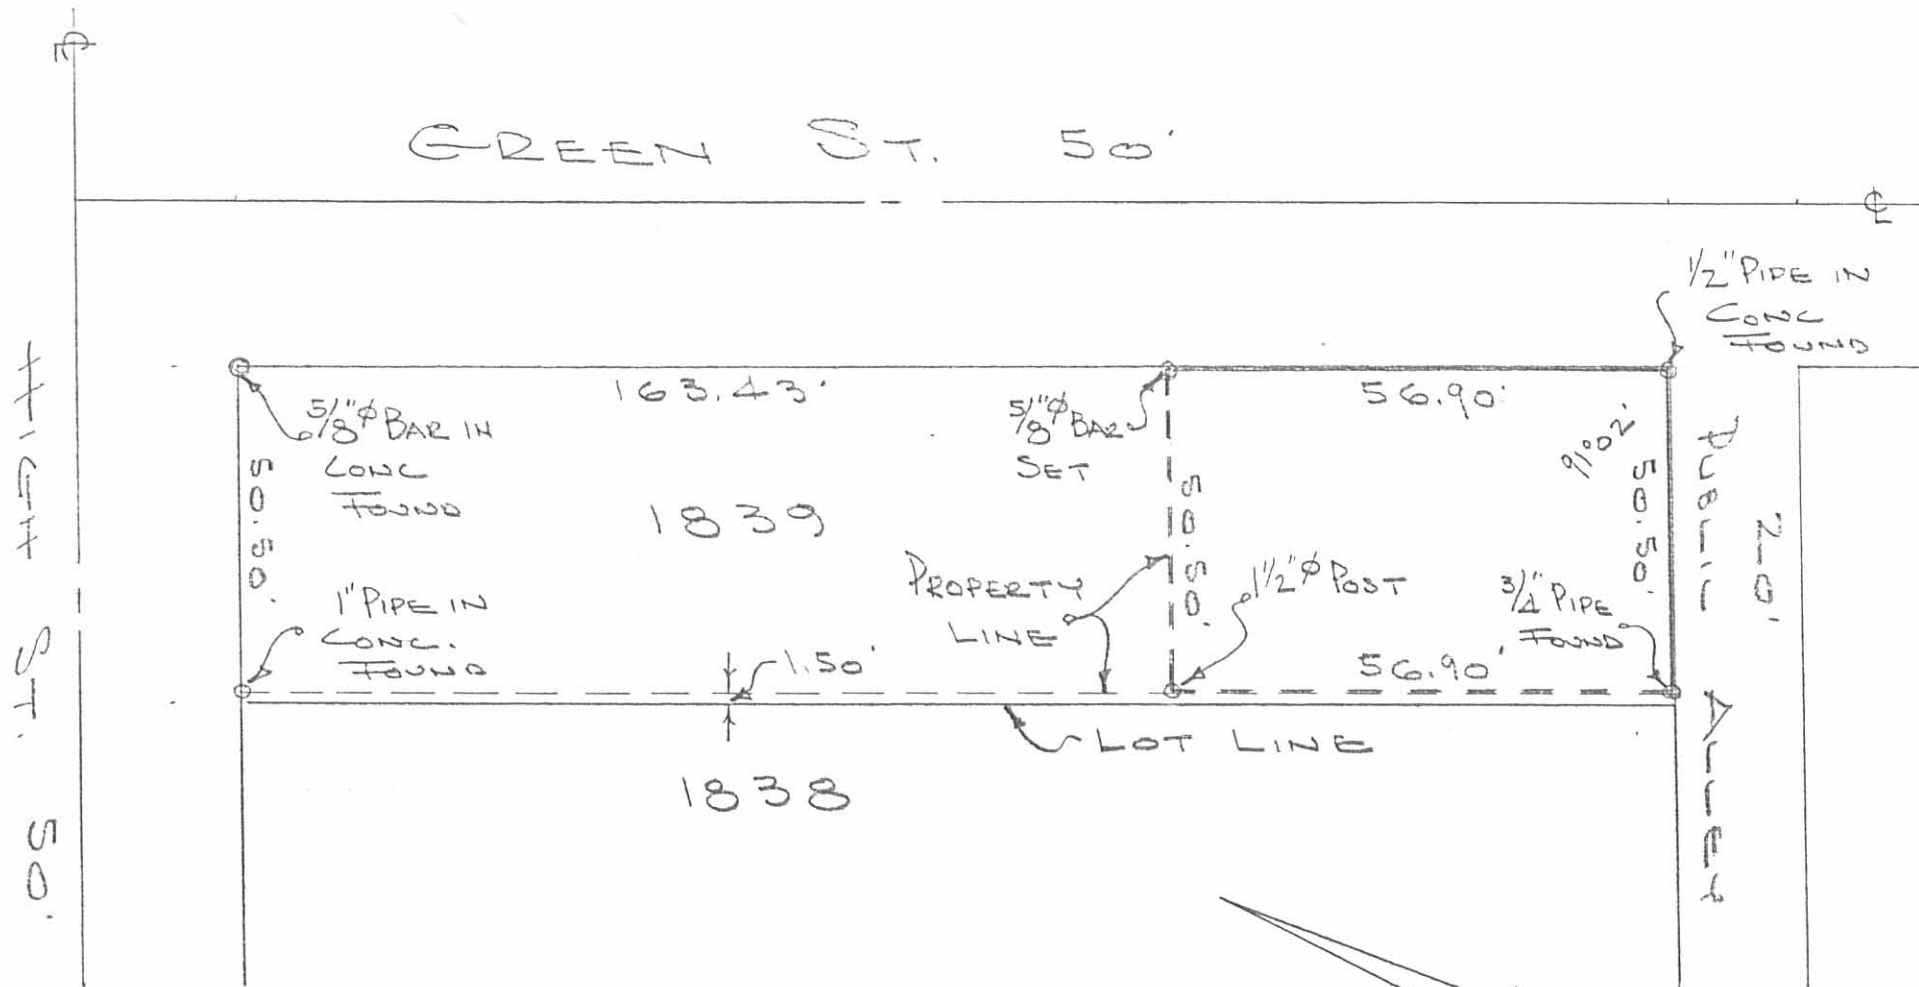 GREEN ST. 50'
℄
℄
1/2" PIPE IN
CONC
FOUND
163.43'
56.90'
5/8"⌀ BAR IN
CONC
FOUND
5/8"⌀ BAR
SET
91°02'
50.50'
50.50'
50.50'
1839
PROPERTY
LINE
1 1/2"⌀ POST
3/4" PIPE
FOUND
1" PIPE IN
CONC.
FOUND
1.50'
56.90'
LOT LINE
1838
HIGH ST. 50'
PUBLIC ALLEY
20'